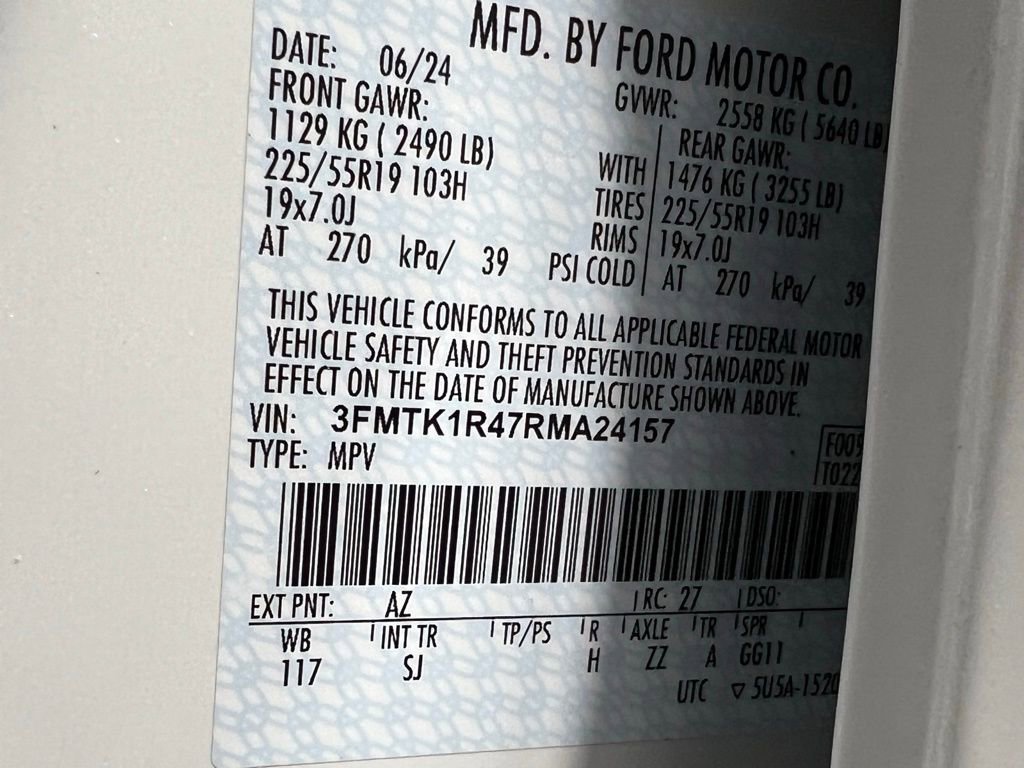 MFD. BY FORD MOTOR CO.
DATE: 06/24 GVWR: 2558 KG ( 5640 LB
FRONT GAWR: REAR GAWR:
1129 KG ( 2490 LB) WITH 1476 KG ( 3255 LB)
225/55R19 103H TIRES 225/55R19 103H
19x7.0J RIMS 19x7.0J
AT 270 kPa/ 39 PSI COLD AT 270 kPa/ 39
THIS VEHICLE CONFORMS TO ALL APPLICABLE FEDERAL MOTOR
VEHICLE SAFETY AND THEFT PREVENTION STANDARDS IN
EFFECT ON THE DATE OF MANUFACTURE SHOWN ABOVE.
VIN: 3FMTK1R47RMA24157
TYPE: MPV
T022
EXT PNT: AZ RC: 27 DSO:
WB INT TR TP/PS R AXLE TR SPR
117 SJ H ZZ A GG11
UTC ▽ 5U5A-1520